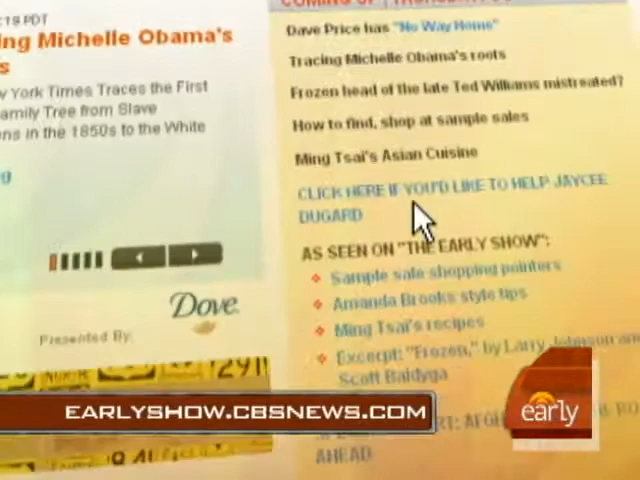 :19 PDT
ing Michelle Obama's
s
York Times Traces the First
amily Tree from Slave
ns in the 1850s to the White
g
Presented By:
Dove
COMING UP
Dave Price has "No Way Home"
Tracing Michelle Obama's roots
Frozen head of the late Ted Williams mistreated?
How to find, shop at sample sales
Ming Tsai's Asian Cuisine
CLICK HERE IF YOU'D LIKE TO HELP JAYCEE
DUGARD
AS SEEN ON "THE EARLY SHOW":
Sample sale shopping pointers
Amanda Brooks style tips
Ming Tsai's recipes
Excerpt: "Frozen," by Larry Johnson
Scott Baldyga
AHEAD
EARLYSHOW.CBSNEWS.COM
early